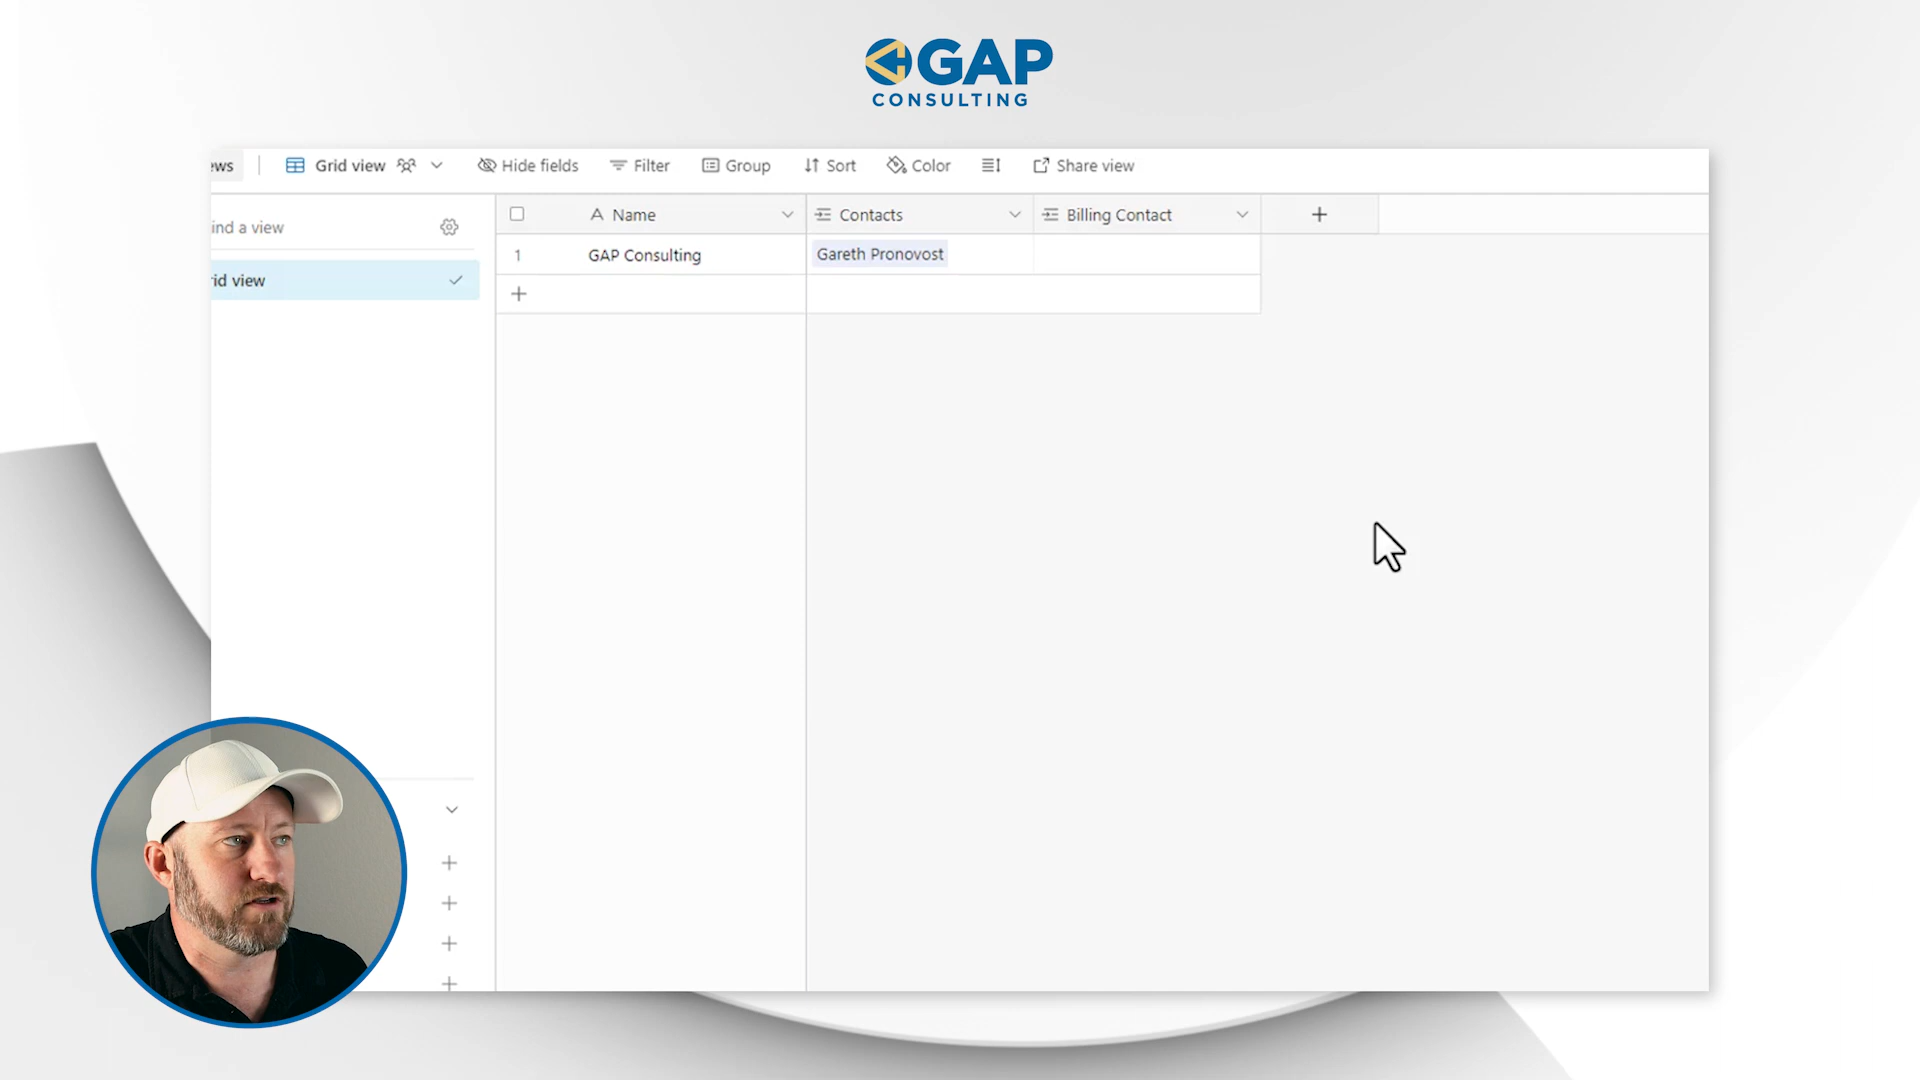 GAP
CONSULTING
ews
Grid view
Hide fields
Filter
Group
Sort
Color
Share view
ind a view
Name
Contacts
Billing Contact
1
GAP Consulting
Gareth Pronovost
rid view